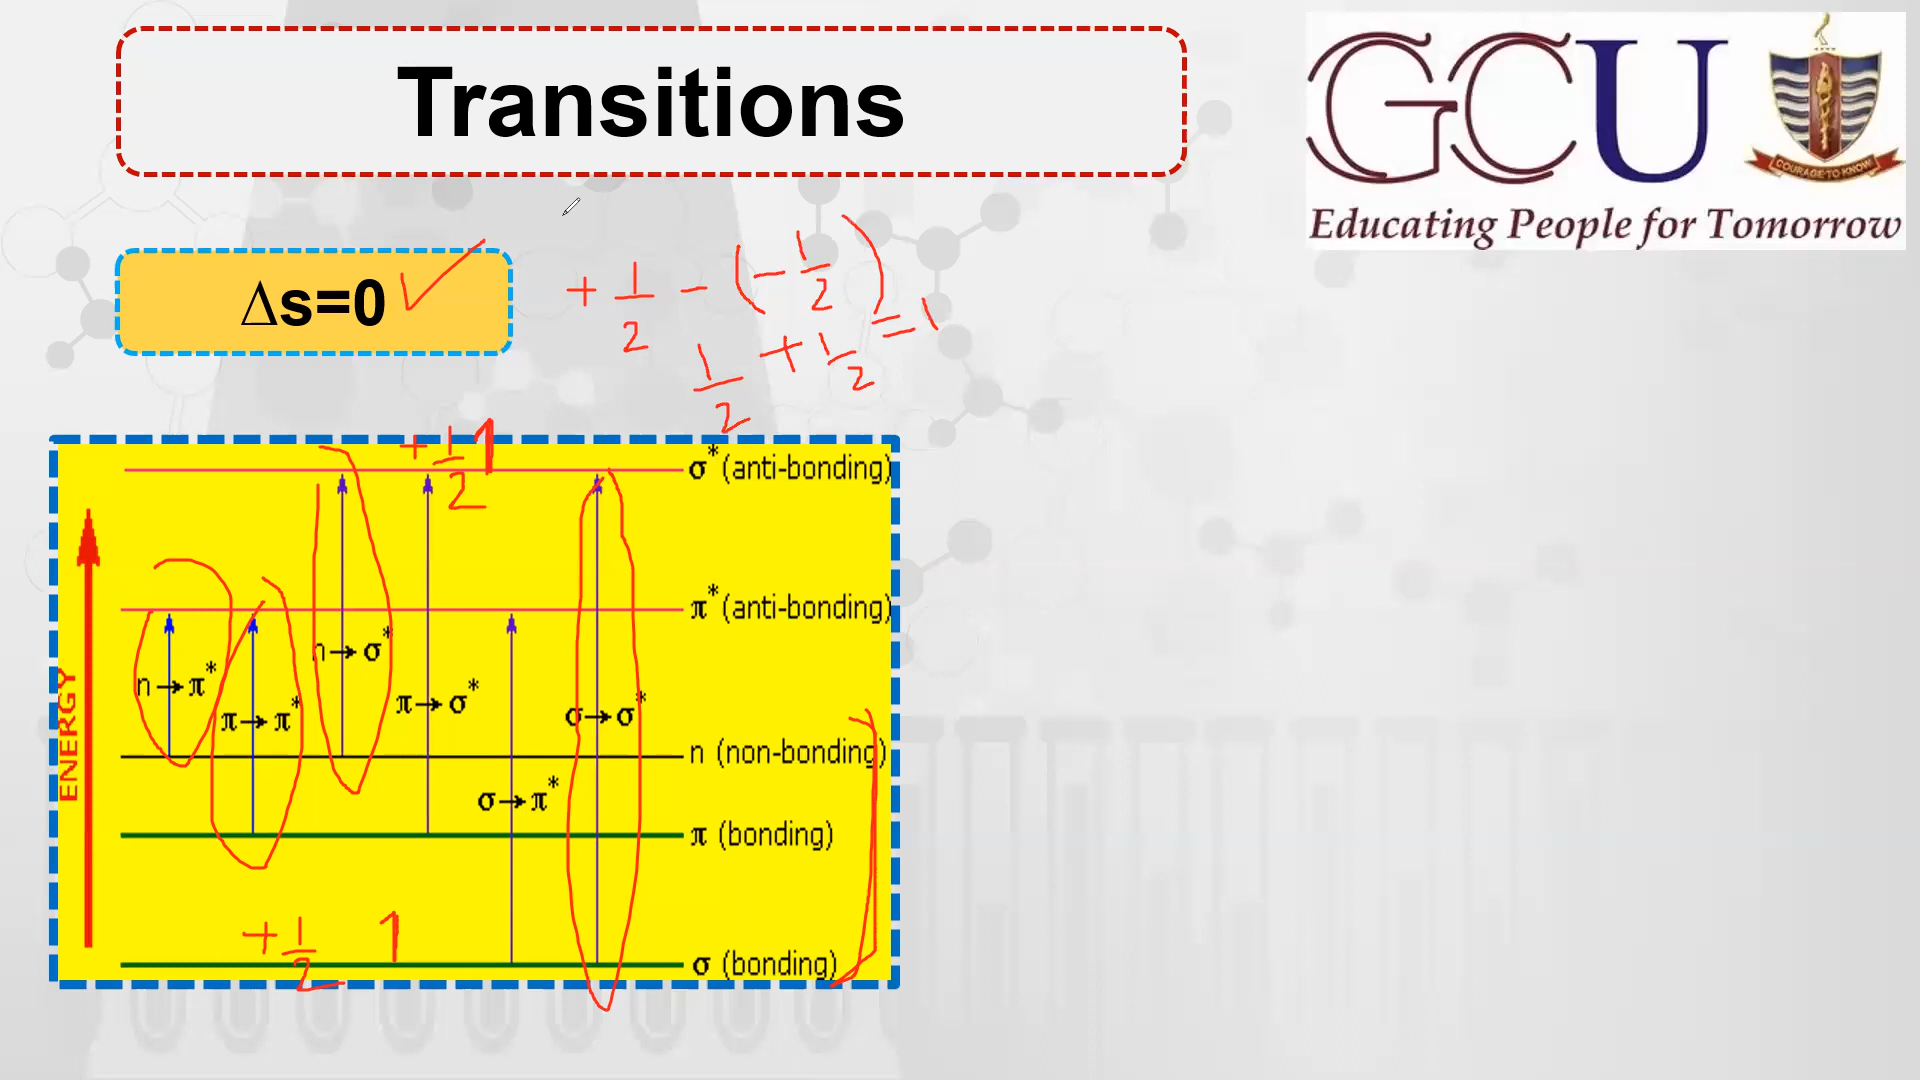 Transitions
GCU
COURAGE TO KNOW
Educating People for Tomorrow
Δs=0 ✓
+ 1/2 - (- 1/2) = 1
1/2 + 1/2
+ 1/2 1
σ* (anti-bonding)
π* (anti-bonding)
n→σ*
n→π*
π→σ*
π→π*
σ→σ*
ENERGY
n (non-bonding)
σ→π*
π (bonding)
+ 1/2 1
σ (bonding)